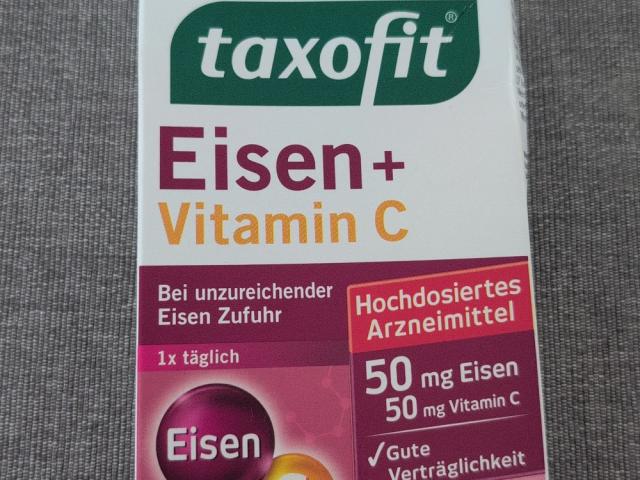 taxofit®
Eisen+
Vitamin C
Bei unzureichender
Eisen Zufuhr
1x täglich
Hochdosiertes
Arzneimittel
50 mg Eisen
50 mg Vitamin C
✓Gute
Verträglichkeit
Eisen